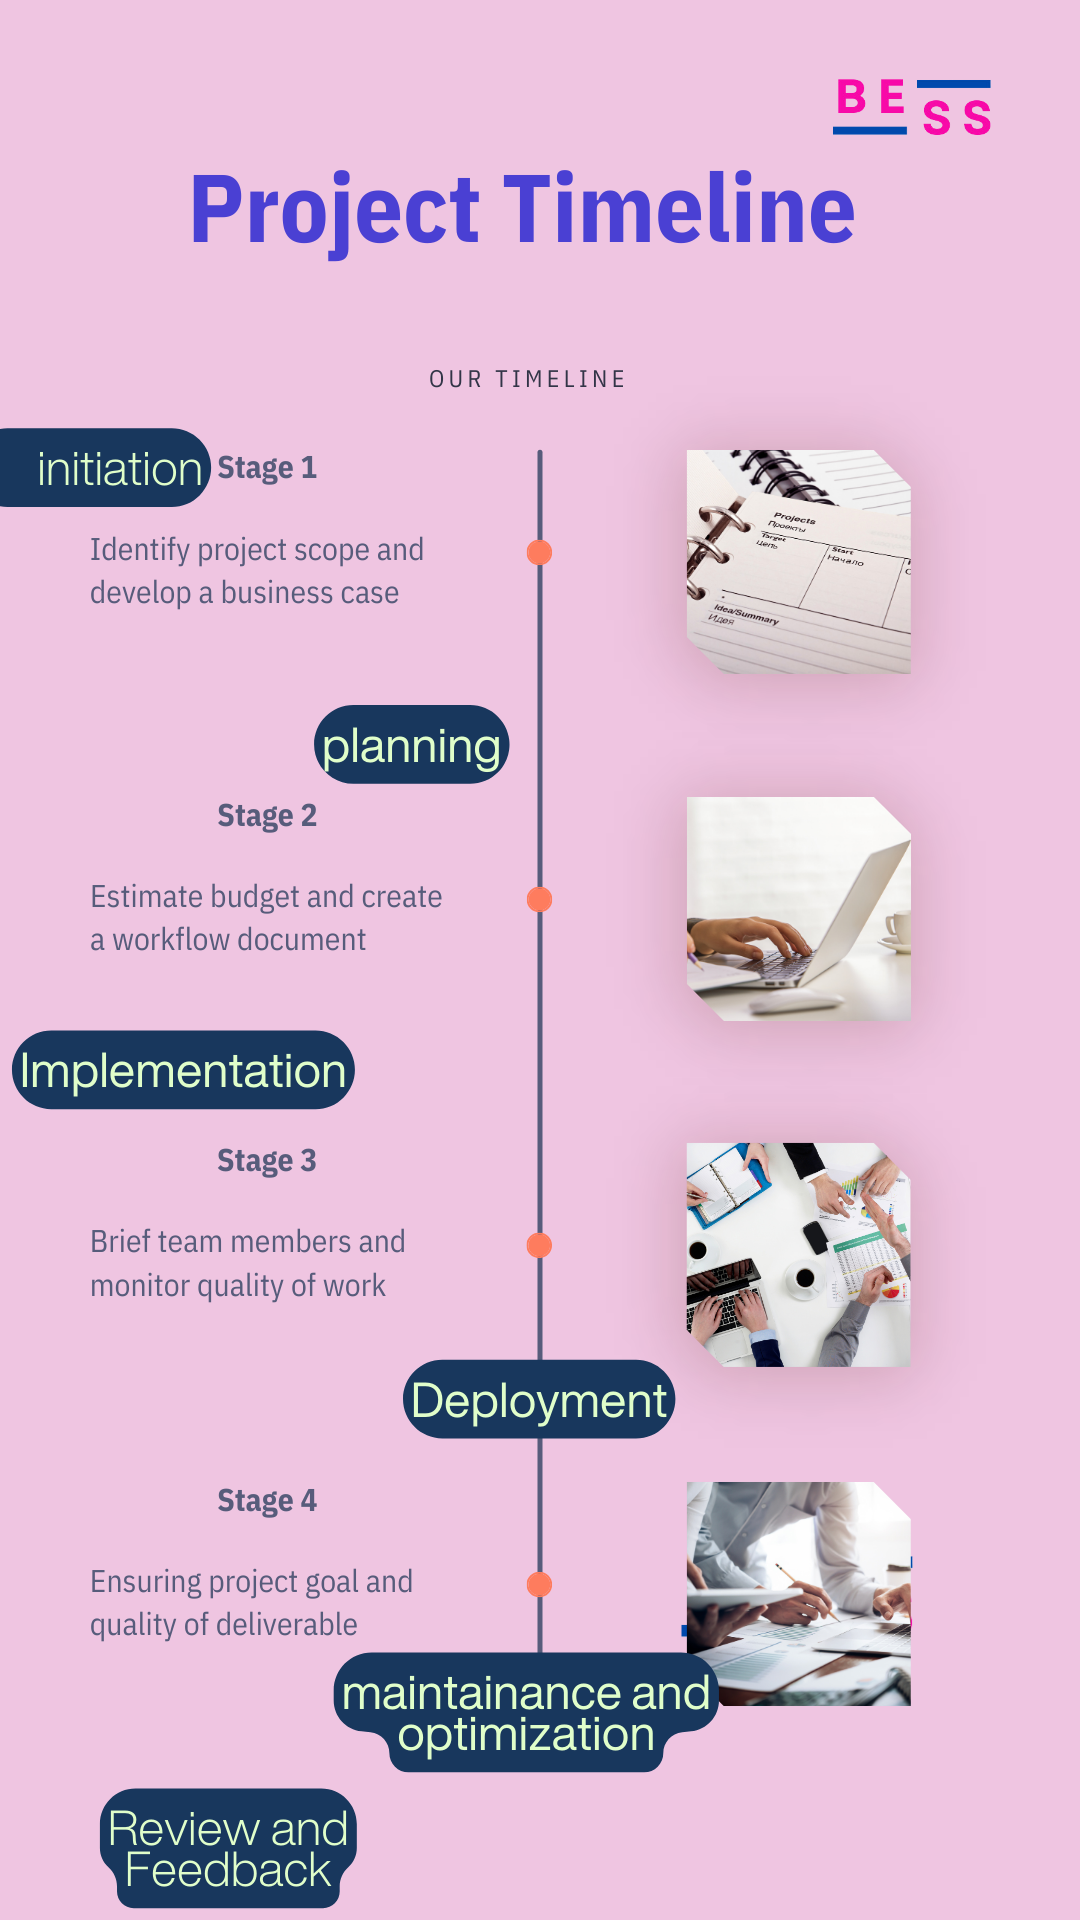 BE
SS
Project Timeline
OUR TIMELINE
initiation
Stage 1
Identify project scope and
develop a business case
Projects
Проекты
Target
Цель
Start
Начало
Idea/Summary
Идея
planning
Stage 2
Estimate budget and create
a workflow document
Implementation
Stage 3
Brief team members and
monitor quality of work
Deployment
Stage 4
Ensuring project goal and
quality of deliverable
maintainance and
optimization
Review and
Feedback